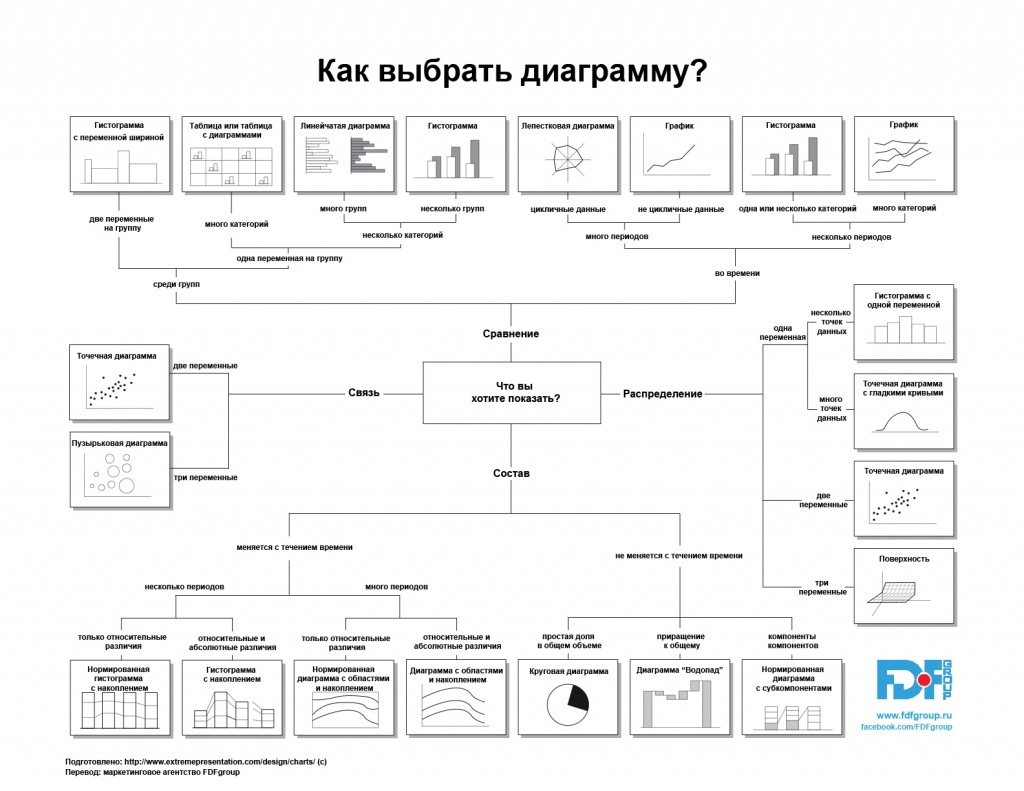 Как выбрать диаграмму?
Гистограмма
с переменной шириной
Таблица или таблица
с диаграммами
Линейчатая диаграмма
Гистограмма
Лепестковая диаграмма
График
Гистограмма
График
две переменные
на группу
много категорий
много групп
несколько групп
цикличные данные
не цикличные данные
одна или несколько категорий
много категорий
несколько категорий
много периодов
несколько периодов
одна переменная на группу
во времени
среди групп
Сравнение
Гистограмма с
одной переменной
несколько
точек
данных
одна
переменная
Точечная диаграмма
две переменные
Связь
Что вы
хотите показать?
Распределение
Точечная диаграмма
с гладкими кривыми
много
точек
данных
Пузырьковая диаграмма
три переменные
Состав
Точечная диаграмма
две
переменные
меняется с течением времени
не меняется с течением времени
Поверхность
три
переменные
несколько периодов
много периодов
только относительные
различия
относительные и
абсолютные различия
только относительные
различия
относительные и
абсолютные различия
простая доля
в общем объеме
приращение
к общему
компоненты
компонентов
Нормированная
гистограмма
с накоплением
Гистограмма
с накоплением
Нормированная
диаграмма с областями
и накоплением
Диаграмма с областями
и накоплением
Круговая диаграмма
Диаграмма “Водопад”
Нормированная
диаграмма
с субкомпонентами
FDF GROUP
www.fdfgroup.ru
facebook.com/FDFgroup
Подготовлено: http://www.extremepresentation.com/design/charts/ (c)
Перевод: маркетинговое агентство FDFgroup